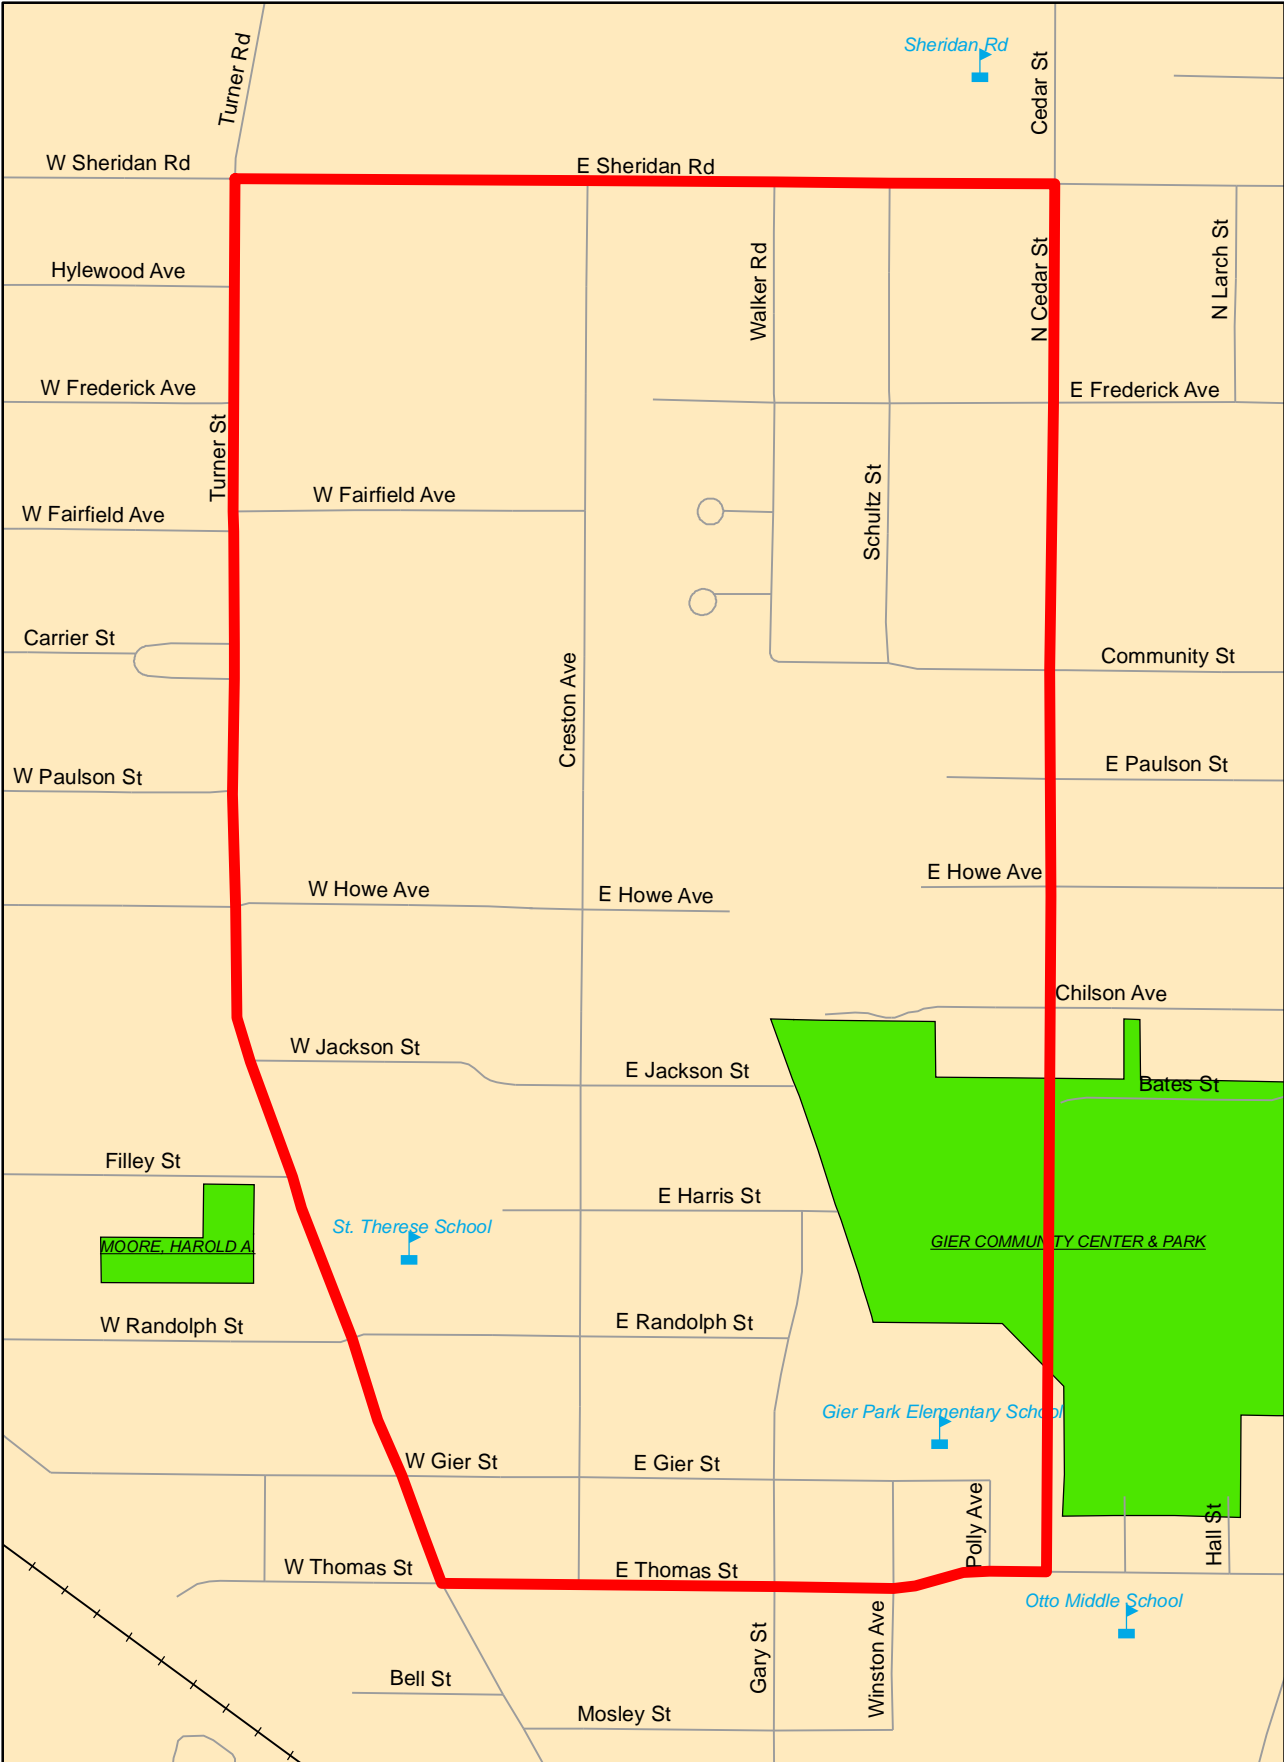 Sheridan Rd
Turner Rd
Cedar St
W Sheridan Rd
E Sheridan Rd
Hylewood Ave
Walker Rd
N Cedar St
N Larch St
W Frederick Ave
E Frederick Ave
Turner St
W Fairfield Ave
W Fairfield Ave
Schultz St
Carrier St
Community St
Creston Ave
W Paulson St
E Paulson St
W Howe Ave
E Howe Ave
E Howe Ave
Chilson Ave
W Jackson St
E Jackson St
Bates St
Filley St
E Harris St
St. Therese School
MOORE, HAROLD A.
GIER COMMUNITY CENTER & PARK
W Randolph St
E Randolph St
Gier Park Elementary School
W Gier St
E Gier St
Polly Ave
Hall St
W Thomas St
E Thomas St
Otto Middle School
Gary St
Winston Ave
Bell St
Mosley St